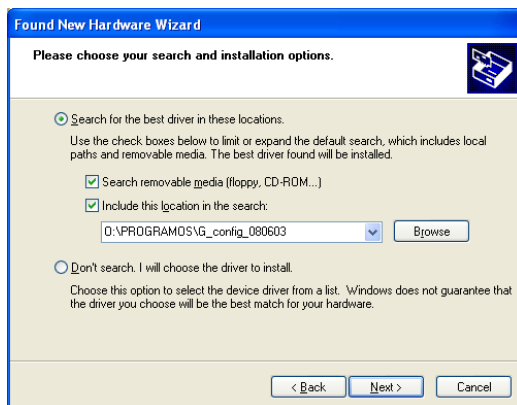 Found New Hardware Wizard
Please choose your search and installation options.
Search for the best driver in these locations.
Use the check boxes below to limit or expand the default search, which includes local
paths and removable media. The best driver found will be installed.
Search removable media (floppy, CD-ROM...)
Include this location in the search:
O:\PROGRAMOS\G_config_080603
Browse
Don't search. I will choose the driver to install.
Choose this option to select the device driver from a list. Windows does not guarantee that
the driver you choose will be the best match for your hardware.
< Back
Next >
Cancel